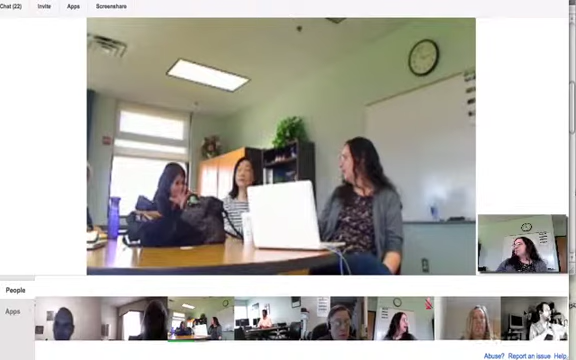 Chat (22) Invite Apps Screenshare
People
Apps
Abuse? Report an issue Help